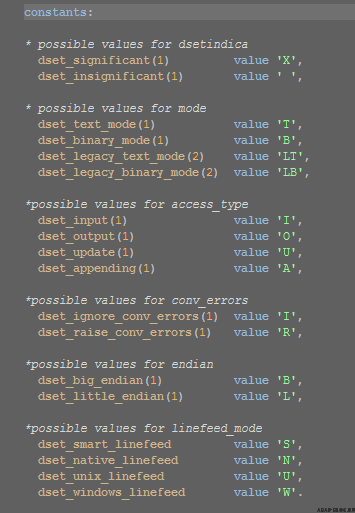 constants:
* possible values for dsetindica
dset_significant(1) value 'X',
dset_insignificant(1) value ' ',
* possible values for mode
dset_text_mode(1) value 'T',
dset_binary_mode(1) value 'B',
dset_legacy_text_mode(2) value 'LT',
dset_legacy_binary_mode(2) value 'LB',
*possible values for access_type
dset_input(1) value 'I',
dset_output(1) value 'O',
dset_update(1) value 'U',
dset_appending(1) value 'A',
*possible values for conv_errors
dset_ignore_conv_errors(1) value 'I',
dset_raise_conv_errors(1) value 'R',
*possible values for endian
dset_big_endian(1) value 'B',
dset_little_endian(1) value 'L',
*possible values for linefeed_mode
dset_smart_linefeed value 'S',
dset_native_linefeed value 'N',
dset_unix_linefeed value 'U',
dset_windows_linefeed value 'W'.